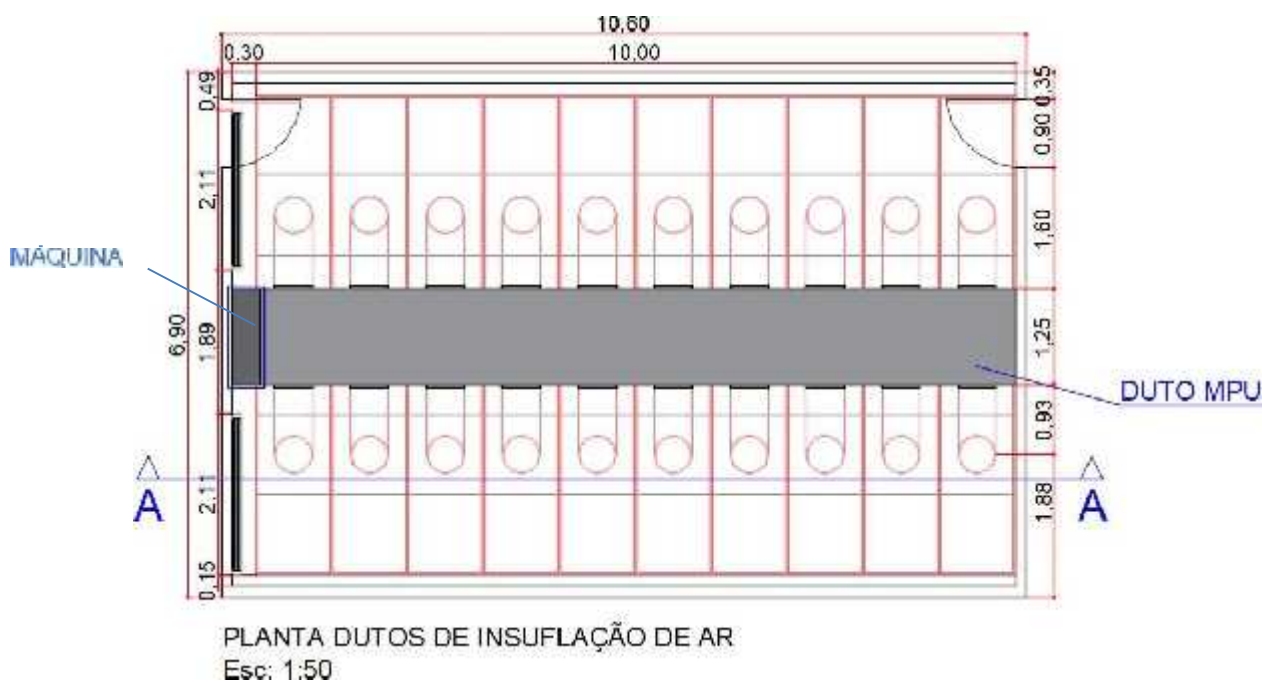 10,60
0,30
10,00
0,49
2,11
1,89
2,11
0,15
6,90
0,35
0,90
1,60
1,25
0,93
1,88
MÁQUINA
DUTO MPU
A
A
PLANTA DUTOS DE INSUFLAÇÃO DE AR
Esc: 1:50